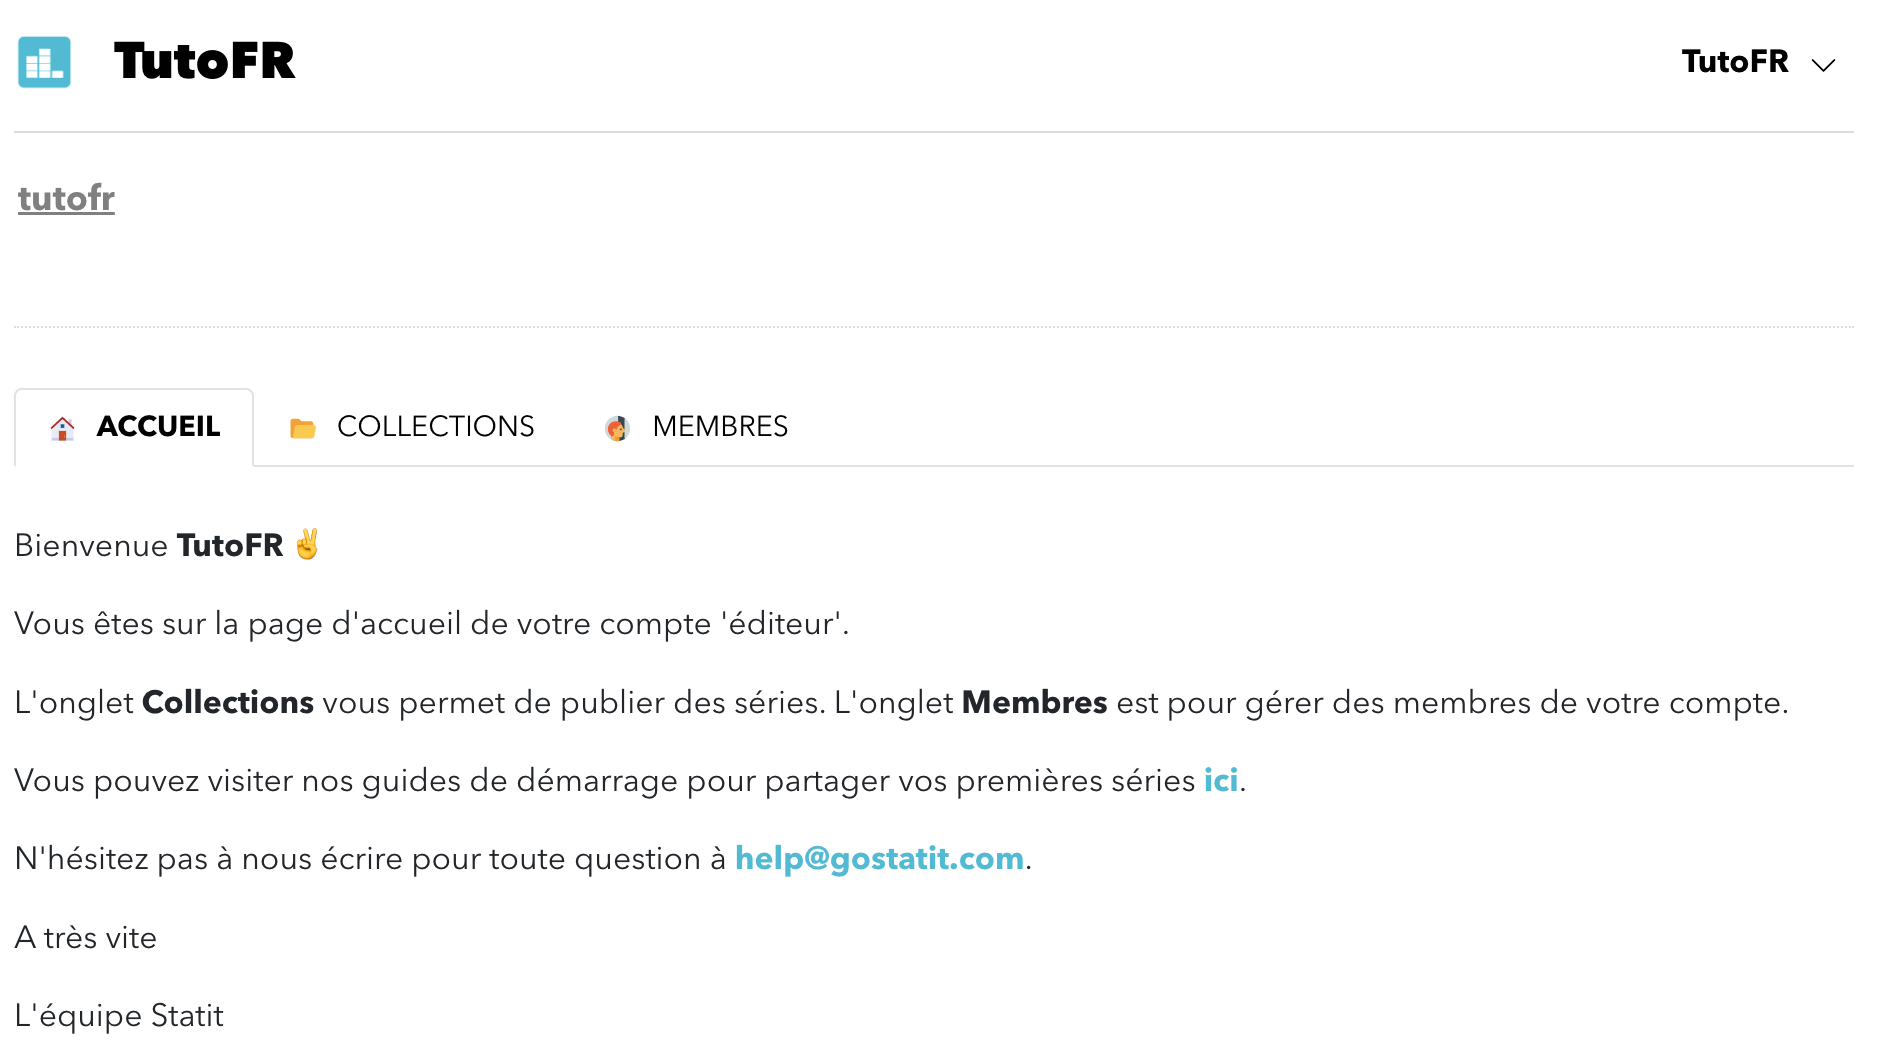 TutoFR
TutoFR
tutofr
ACCUEIL
COLLECTIONS
MEMBRES
Bienvenue TutoFR ✌️
Vous êtes sur la page d'accueil de votre compte 'éditeur'.
L'onglet Collections vous permet de publier des séries. L'onglet Membres est pour gérer des membres de votre compte.
Vous pouvez visiter nos guides de démarrage pour partager vos premières séries ici.
N'hésitez pas à nous écrire pour toute question à help@gostatit.com.
A très vite
L'équipe Statit